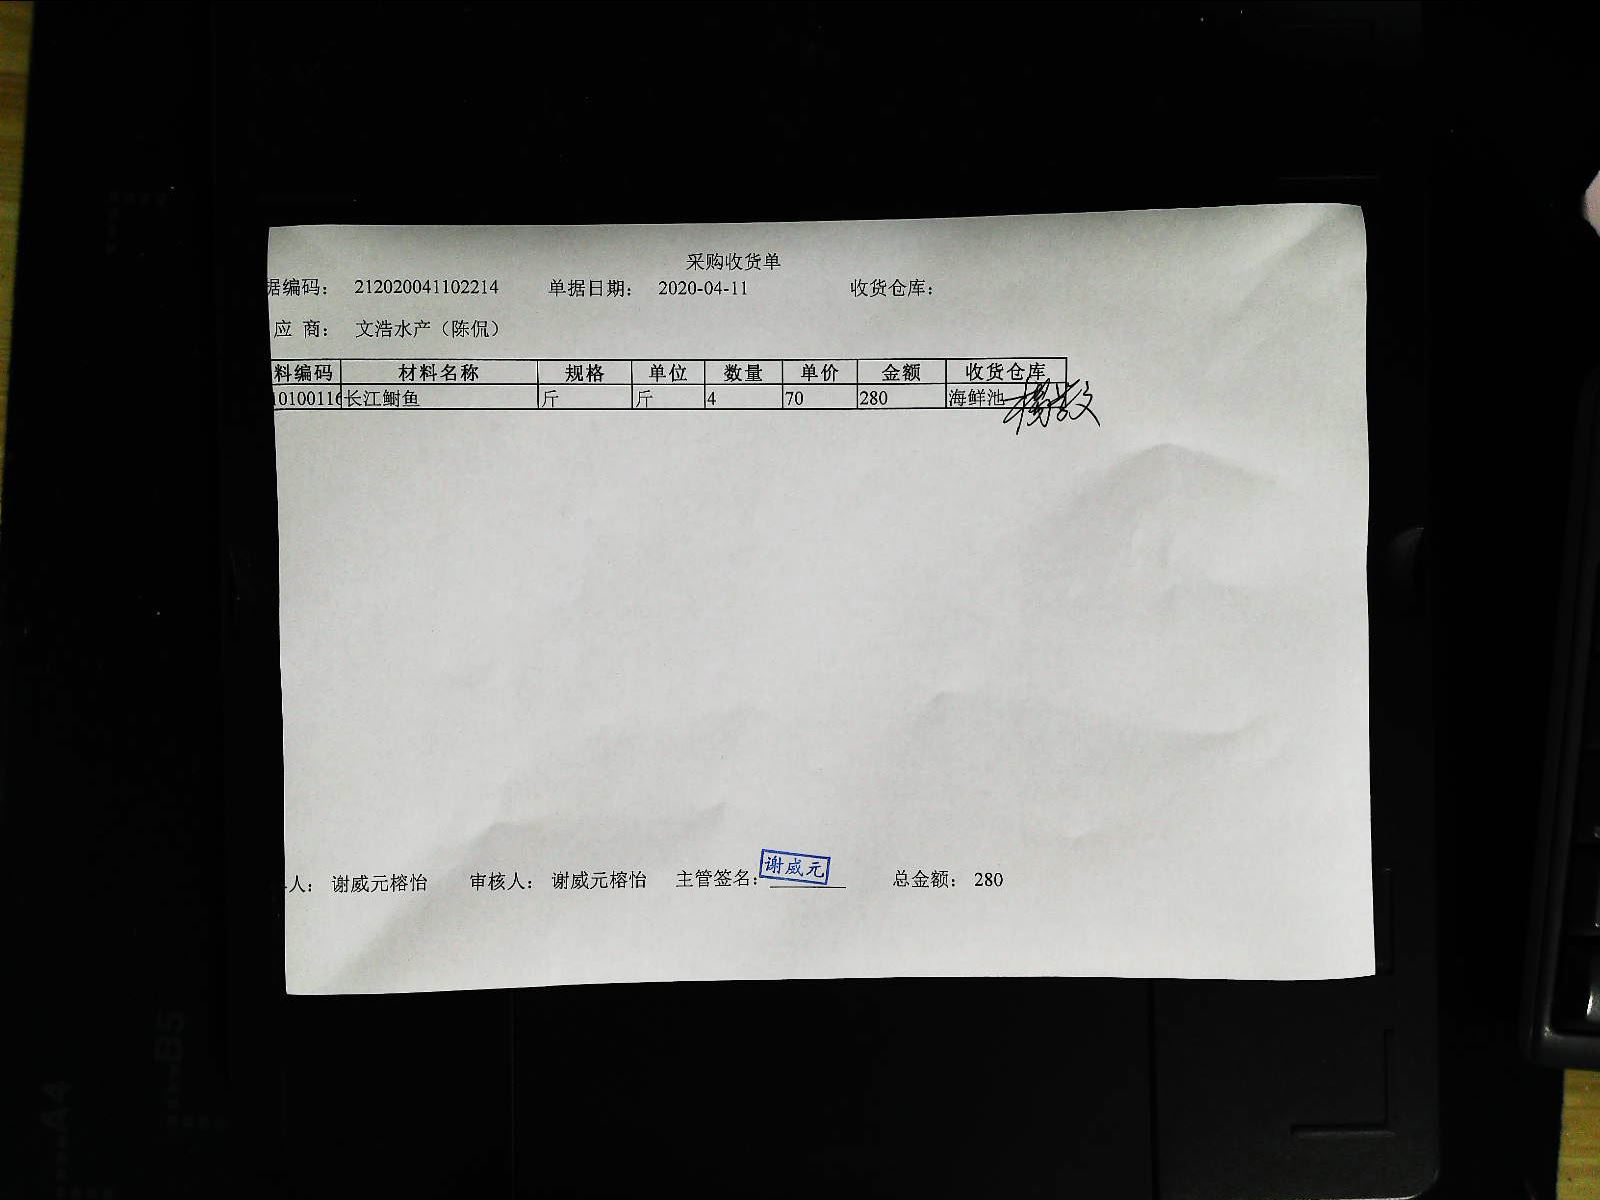 采购收货单
据编码： 212020041102214 单据日期： 2020-04-11 收货仓库：
应 商： 文浩水产（陈侃）
料编码 材料名称 规格 单位 数量 单价 金额 收货仓库
10100116 长江鮰鱼 斤 斤 4 70 280 海鲜池
人： 谢威元榕怡 审核人： 谢威元榕怡 主管签名： 谢威元 总金额： 280
B5
A4